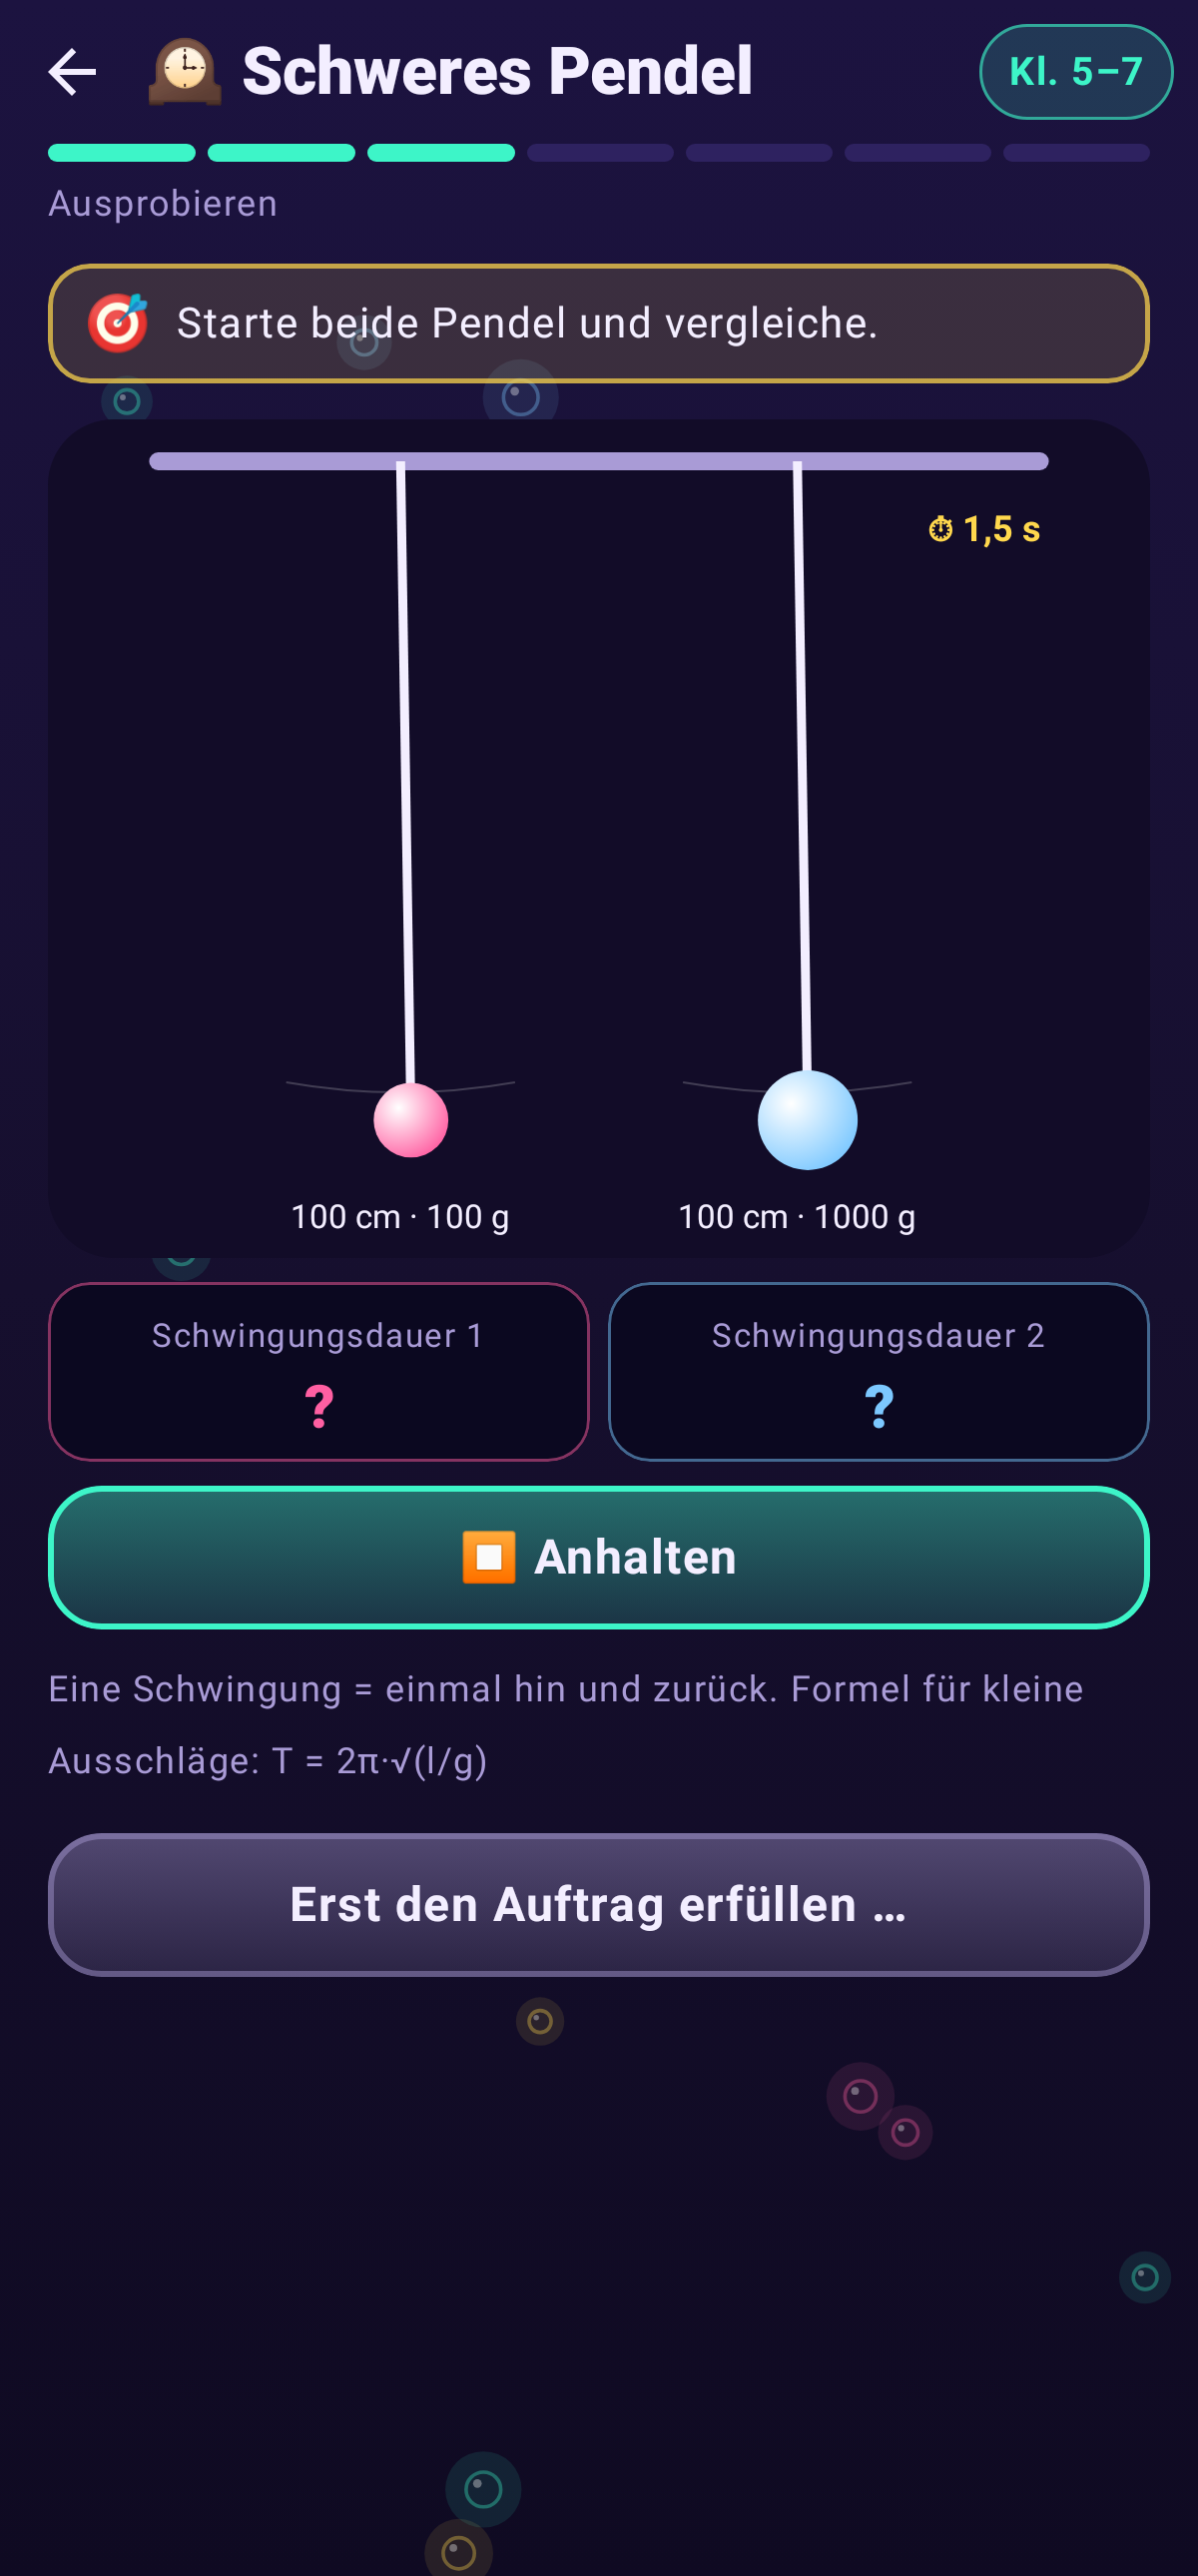 Schweres Pendel
Kl. 5–7
Ausprobieren
Starte beide Pendel und vergleiche.
⏱ 1,5 s
100 cm · 100 g
100 cm · 1000 g
Schwingungsdauer 1
?
Schwingungsdauer 2
?
Anhalten
Eine Schwingung = einmal hin und zurück. Formel für kleine
Ausschläge: T = 2π·√(l/g)
Erst den Auftrag erfüllen …